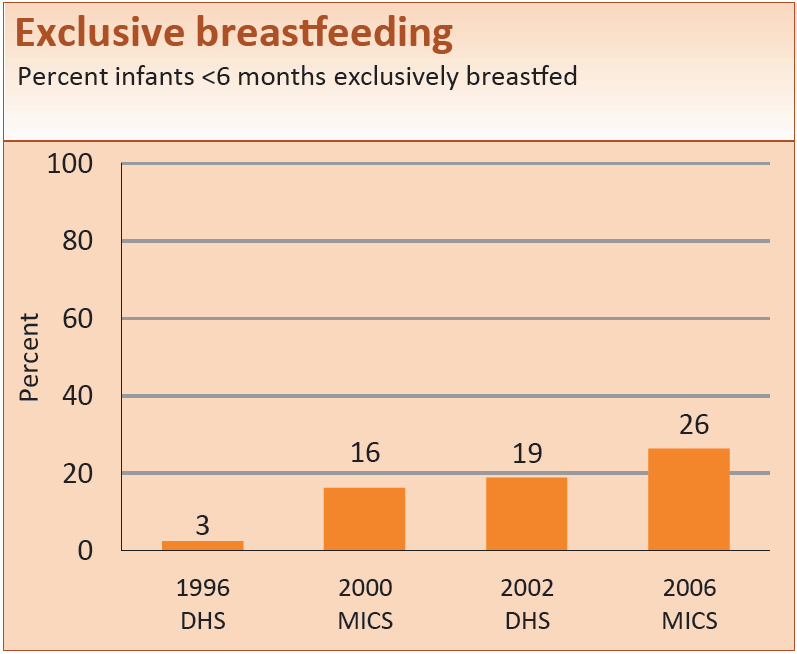 Exclusive breastfeeding
Percent infants <6 months exclusively breastfed
Percent
100
80
60
40
20
0
3
16
19
26
1996
DHS
2000
MICS
2002
DHS
2006
MICS